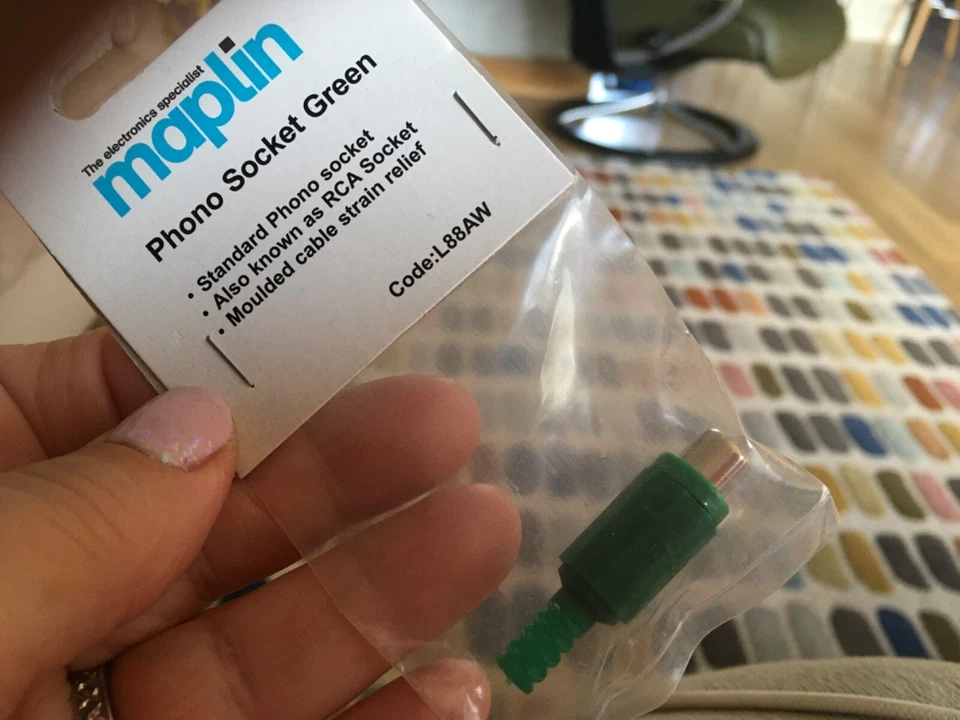 The electronics specialist
maplin
Phono Socket Green
• Standard Phono socket
• Also known as RCA Socket
• Moulded cable strain relief
Code:L88AW